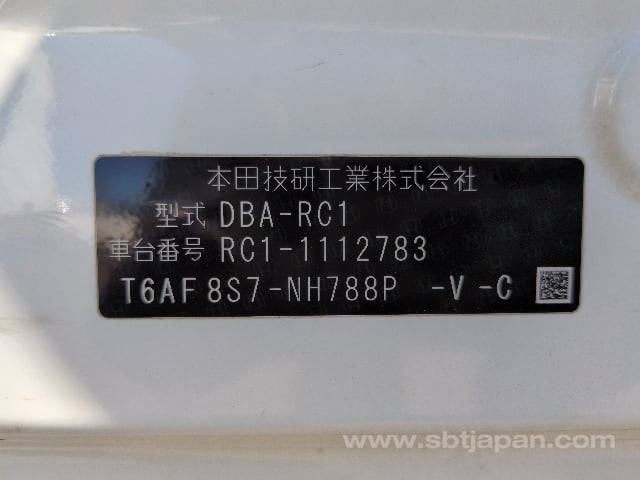 本田技研工業株式会社
型式 DBA-RC1
車台番号 RC1-1112783
T6AF 8S7-NH788P -V -C
www.sbtjapan.com